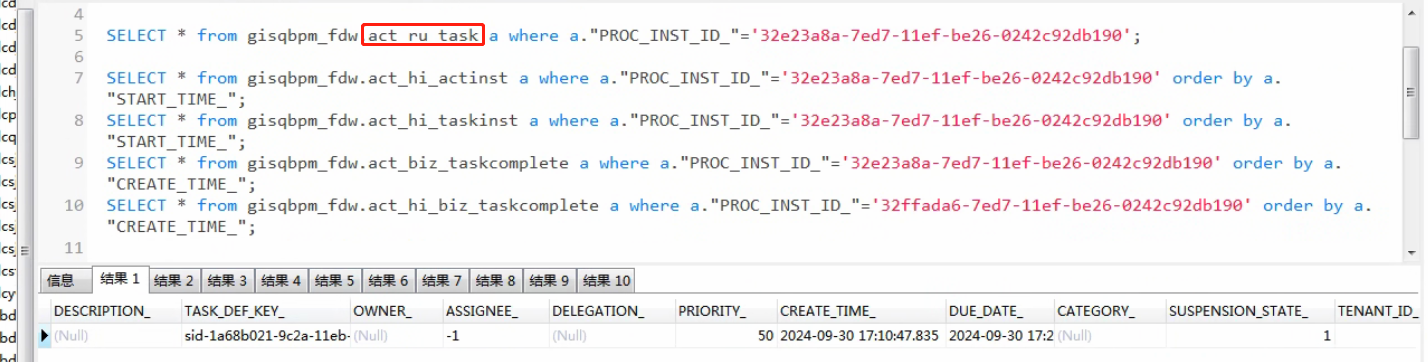 4
5 SELECT * from gisqbpm_fdw.act_ru_task a where a."PROC_INST_ID_"='32e23a8a-7ed7-11ef-be26-0242c92db190';
6
7 SELECT * from gisqbpm_fdw.act_hi_actinst a where a."PROC_INST_ID_"='32e23a8a-7ed7-11ef-be26-0242c92db190' order by a.
"START_TIME_";
8 SELECT * from gisqbpm_fdw.act_hi_taskinst a where a."PROC_INST_ID_"='32e23a8a-7ed7-11ef-be26-0242c92db190' order by a.
"START_TIME_";
9 SELECT * from gisqbpm_fdw.act_biz_taskcomplete a where a."PROC_INST_ID_"='32e23a8a-7ed7-11ef-be26-0242c92db190' order by a.
"CREATE_TIME_";
10 SELECT * from gisqbpm_fdw.act_hi_biz_taskcomplete a where a."PROC_INST_ID_"='32ffada6-7ed7-11ef-be26-0242c92db190' order by a.
"CREATE_TIME_";
11
信息 结果 1 结果 2 结果 3 结果 4 结果 5 结果 6 结果 7 结果 8 结果 9 结果 10
DESCRIPTION_ TASK_DEF_KEY_ OWNER_ ASSIGNEE_ DELEGATION_ PRIORITY_ CREATE_TIME_ DUE_DATE_ CATEGORY_ SUSPENSION_STATE_ TENANT_ID_
(Null) sid-1a68b021-9c2a-11eb- (Null) -1 (Null) 50 2024-09-30 17:10:47.835 2024-09-30 17:2 (Null) 1